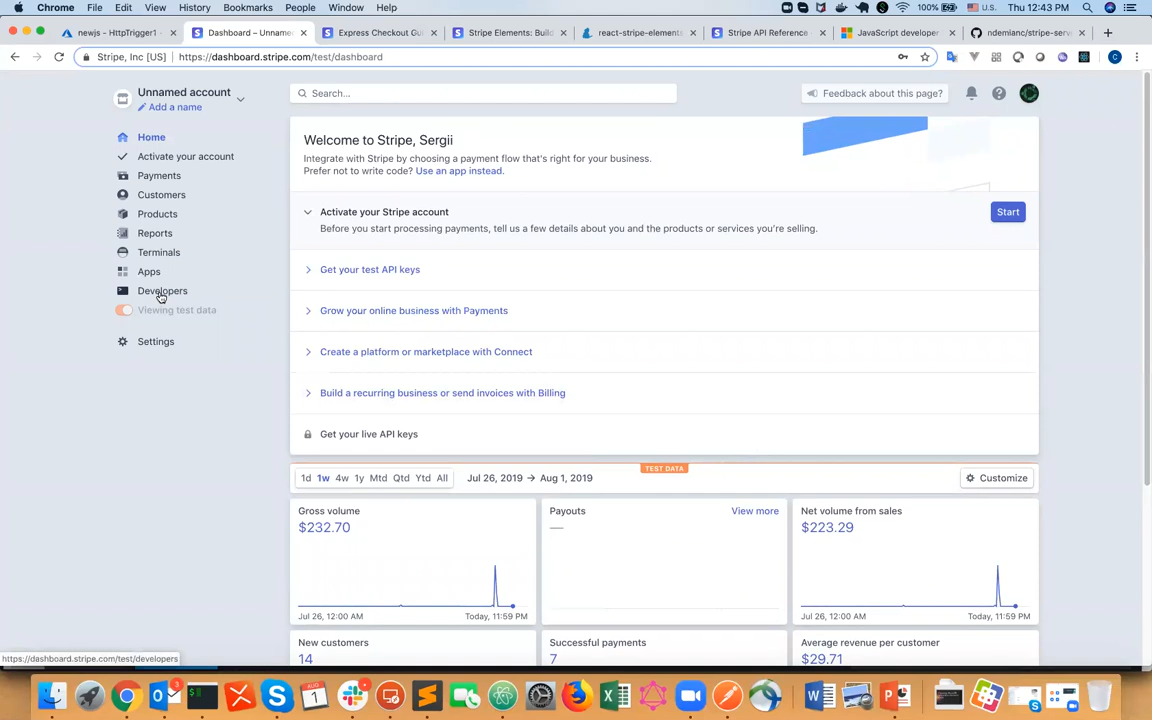 Chrome File Edit View History Bookmarks People Window Help 100% U.S. Thu 12:43 PM
newjs - HttpTrigger1 - Dashboard – Unname Express Checkout Gu Stripe Elements: Buil react-stripe-elements Stripe API Reference JavaScript developer ndemianc/stripe-serv
Stripe, Inc [US] https://dashboard.stripe.com/test/dashboard
Unnamed account
Add a name
Search...
Feedback about this page?
Home
Activate your account
Payments
Customers
Products
Reports
Terminals
Apps
Developers
Viewing test data
Settings
Welcome to Stripe, Sergii
Integrate with Stripe by choosing a payment flow that's right for your business.
Prefer not to write code? Use an app instead.
Activate your Stripe account
Before you start processing payments, tell us a few details about you and the products or services you're selling.
Start
Get your test API keys
Grow your online business with Payments
Create a platform or marketplace with Connect
Build a recurring business or send invoices with Billing
Get your live API keys
TEST DATA
1d 1w 4w 1y Mtd Qtd Ytd All Jul 26, 2019 → Aug 1, 2019 Customize
Gross volume
$232.70
Jul 26, 12:00 AM Today, 11:59 PM
Payouts View more
—
Net volume from sales
$223.29
Jul 26, 12:00 AM Today, 11:59 PM
New customers
14
Successful payments
7
Average revenue per customer
$29.71
https://dashboard.stripe.com/test/developers